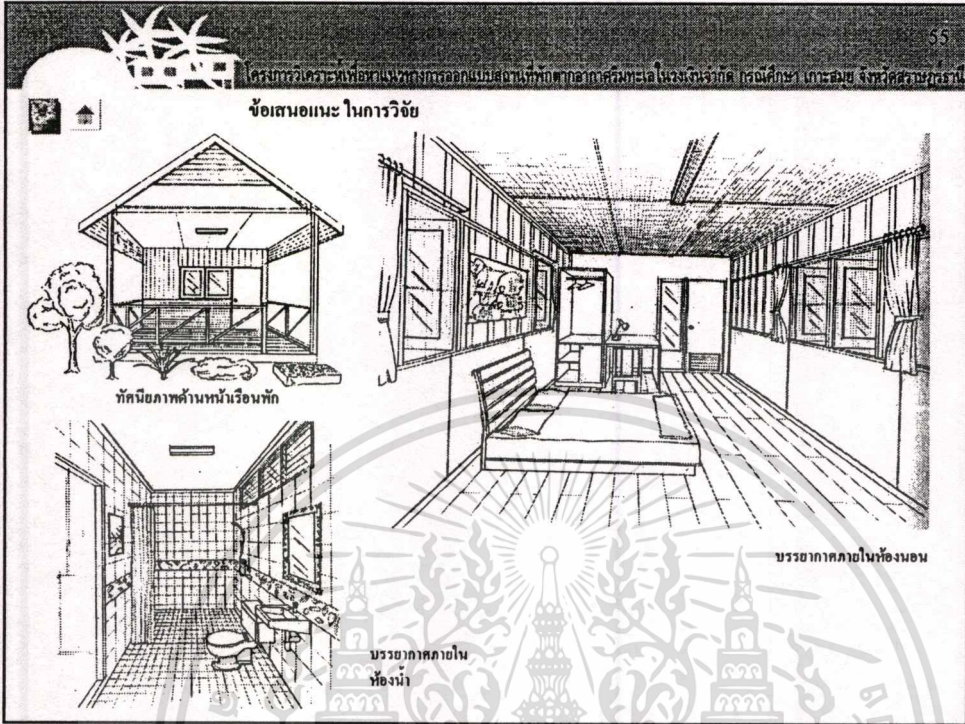 55
โครงการวิเคราะห์เพื่อหาแนวทางการออกแบบสถานที่พักตากอากาศริมทะเลในวงเงินจำกัด กรณีศึกษา เกาะสมุย จังหวัดสุราษฎร์ธานี
ข้อเสนอแนะ ในการวิจัย
ทัศนียภาพด้านหน้าเรือนพัก
บรรยากาศภายในห้องนอน
บรรยากาศภายใน
ห้องน้ำ